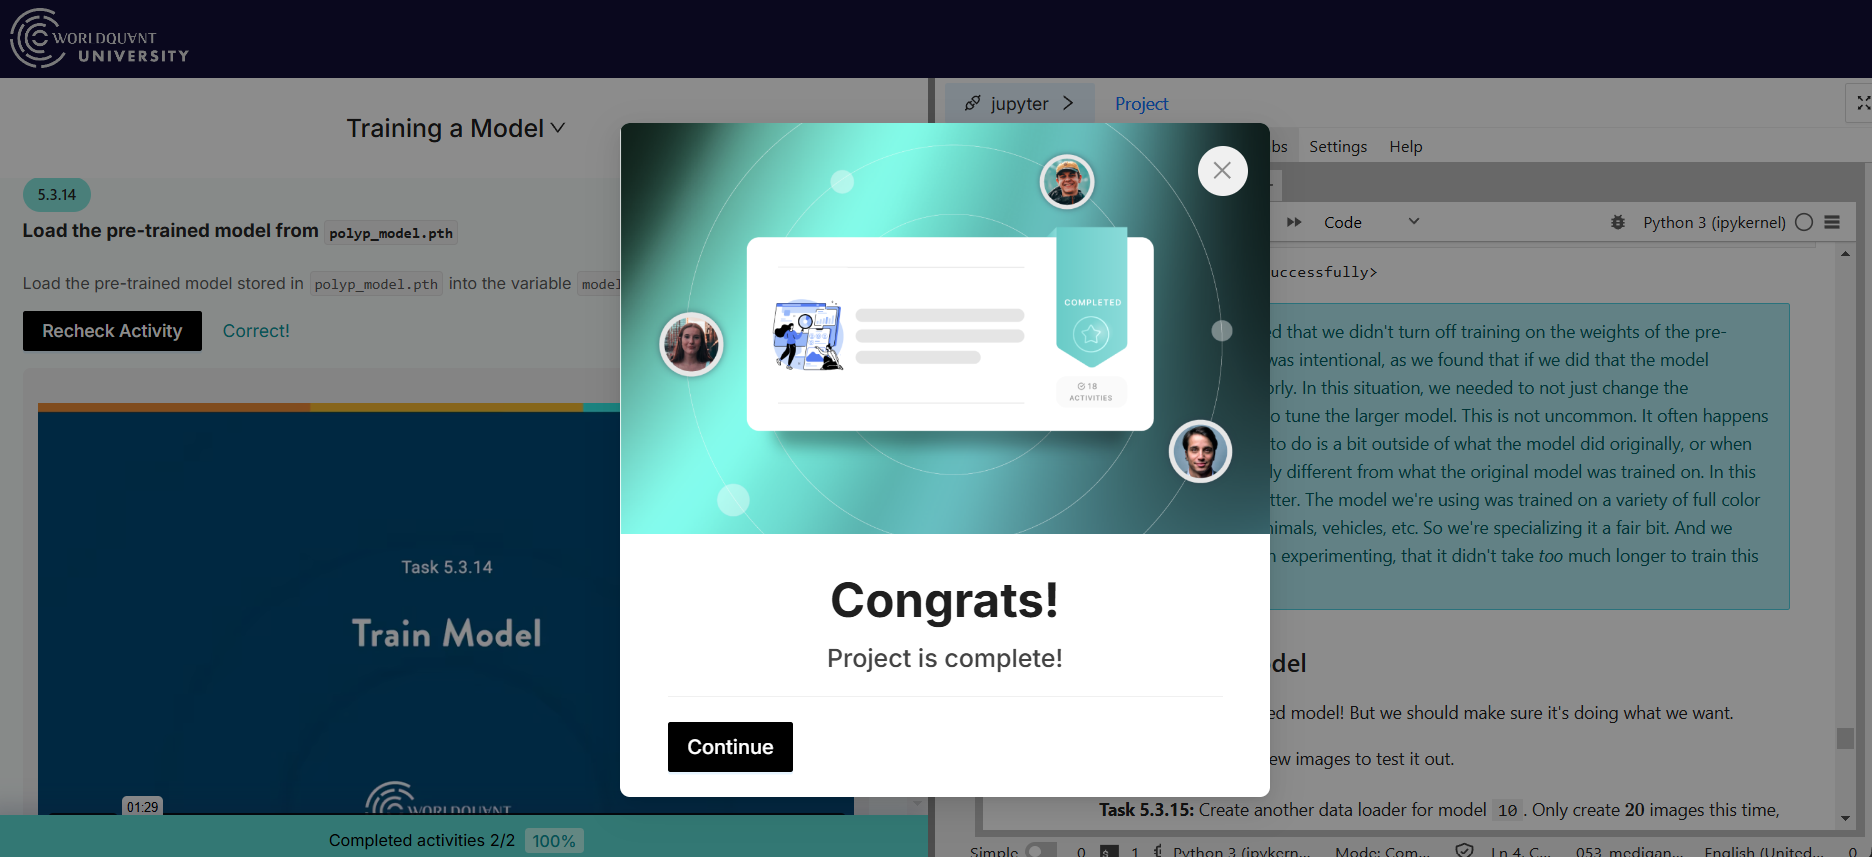 WORLDQUANT
UNIVERSITY
Training a Model
5.3.14
Load the pre-trained model from polyp_model.pth
Load the pre-trained model stored in polyp_model.pth into the variable model
Recheck Activity
Correct!
Task 5.3.14
Train Model
WORLDQUANT
01:29
Completed activities 2/2 100%
COMPLETED
18
ACTIVITIES
Congrats!
Project is complete!
Continue
jupyter
Project
bs Settings Help
Code
Python 3 (ipykernel)
uccessfully>
ed that we didn't turn off training on the weights of the pre-
was intentional, as we found that if we did that the model
orly. In this situation, we needed to not just change the
o tune the larger model. This is not uncommon. It often happens
to do is a bit outside of what the model did originally, or when
ly different from what the original model was trained on. In this
tter. The model we're using was trained on a variety of full color
nimals, vehicles, etc. So we're specializing it a fair bit. And we
n experimenting, that it didn't take too much longer to train this
del
ed model! But we should make sure it's doing what we want.
ew images to test it out.
Task 5.3.15: Create another data loader for model 10. Only create 20 images this time,
Simple 0 1 Python 3 (ipykern... Mode: Com... Ln 4, C... 053_medigan... English (United... 0